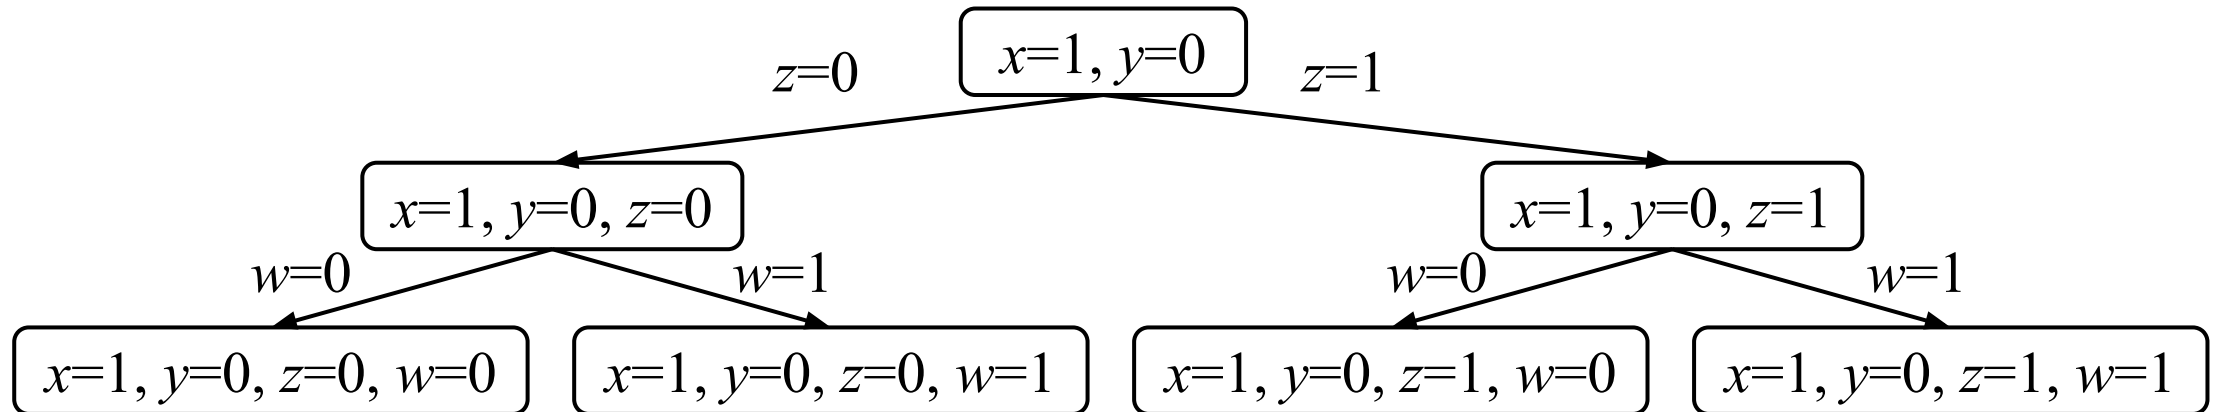 x=1, y=0
z=0
z=1
x=1, y=0, z=0
x=1, y=0, z=1
w=0
w=1
w=0
w=1
x=1, y=0, z=0, w=0
x=1, y=0, z=0, w=1
x=1, y=0, z=1, w=0
x=1, y=0, z=1, w=1